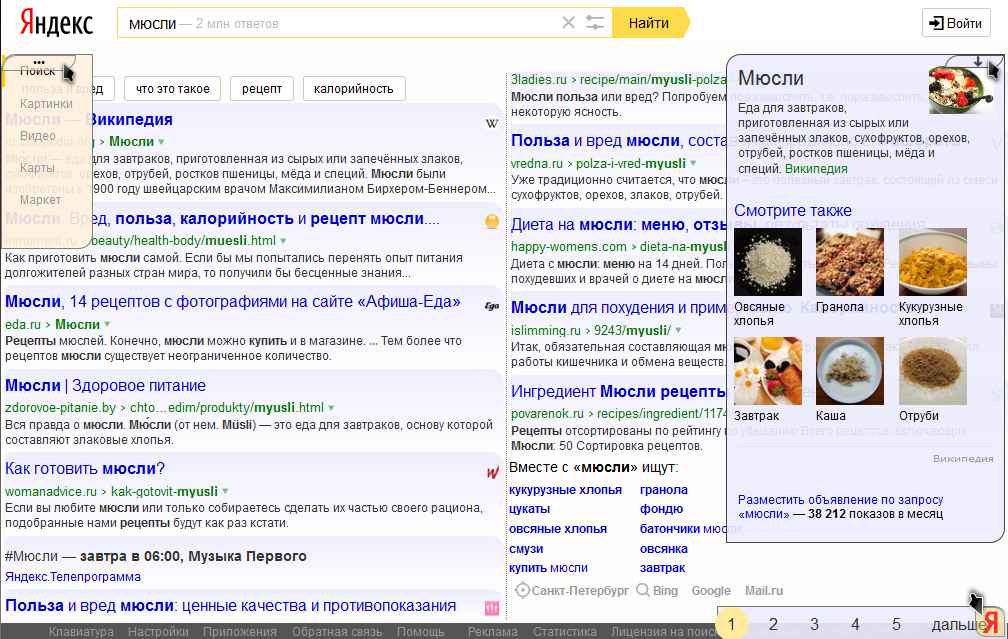 Яндекс
мюсли — 2 млн ответов
Найти
Войти
Поиск
Картинки
Видео
Карты
Маркет
что это такое
рецепт
калорийность
Мюсли — Википедия
› Мюсли
Мюсли — еда для завтраков, приготовленная из сырых или запечённых злаков,
орехов, отрубей, ростков пшеницы, мёда и специй. Мюсли были
1900 году швейцарским врачом Максимилианом Бирхером-Беннером...
Мюсли. Вред, польза, калорийность и рецепт мюсли....
beauty/health-body/muesli.html
Как приготовить мюсли самой. Если бы мы попытались перенять опыт питания
долгожителей разных стран мира, то получили бы бесценные знания...
Мюсли, 14 рецептов с фотографиями на сайте «Афиша-Еда»
eda.ru › Мюсли
Еда
Рецепты мюслей. Конечно, мюсли можно купить и в магазине. ... Тем более что
рецептов мюсли существует неограниченное количество.
Мюсли | Здоровое питание
zdorovoe-pitanie.by › chto…edim/produkty/myusli.html
Вся правда о мюсли. Мю́сли (от нем. Müsli) — это еда для завтраков, основу которой
составляют злаковые хлопья.
Как готовить мюсли?
womanadvice.ru › kak-gotovit-myusli
Если вы любите мюсли или только собираетесь сделать их частью своего рациона,
подобранные нами рецепты будут как раз кстати.
#Мюсли — завтра в 06:00, Музыка Первого
Яндекс.Телепрограмма
Польза и вред мюсли: ценные качества и противопоказания
3ladies.ru › recipe/main/myusli-polza
Мюсли польза или вред? Попробуем
некоторую ясность.
Польза и вред мюсли, соста
vredna.ru › polza-i-vred-myusli
Уже традиционно считается, что мюсли
сухофруктов, орехов, злаков, отрубей.
Диета на мюсли: меню, отзы
happy-womens.com › dieta-na-myusl
Диета с мюсли: меню на 14 дней. Пол
похудевших и врачей о диете на мюсл
Мюсли для похудения и прим
islimming.ru › 9243/myusli/
Итак, обязательная составляющая мю
работы кишечника и обмена веществ.
Ингредиент Мюсли рецепты
povarenok.ru › recipes/ingredient/1174
Рецепты отсортированы по рейтингу по убыванию Всего рецептов, включающих
Мюсли: 50 Сортировка рецептов.
Вместе с «мюсли» ищут:
кукурузные хлопья гранола
цукаты фондю
овсяные хлопья батончики мюсли
смузи овсянка
купить мюсли завтрак
Санкт-Петербург Bing Google Mail.ru
Мюсли
Еда для завтраков,
приготовленная из сырых или
запечённых злаков, сухофруктов, орехов,
отрубей, ростков пшеницы, мёда и
специй. Википедия
Смотрите также
Овсяные
хлопья
Гранола
Кукурузные
хлопья
Завтрак
Каша
Отруби
Википедия
Разместить объявление по запросу
«мюсли» — 38 212 показов в месяц
1 2 3 4 5 дальше
Я
Клавиатура Настройки Приложения Обратная связь Помощь Реклама Статистика Лицензия на поиск